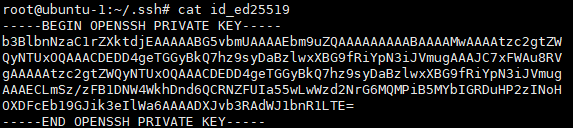 root@ubuntu-1:~/.ssh# cat id_ed25519
-----BEGIN OPENSSH PRIVATE KEY-----
b3BlbnNzaC1rZXktdjEAAAAABG5vbmUAAAAEbm9uZQAAAAAAAAABAAAAMwAAAAtzc2gtZW
QyNTUxOQAAACDEDD4geTGGyBkQ7hz9syDaBzlwxXBG9fRiYpN3iJVmugAAAJC7xFWAu8RV
gAAAAAtzc2gtZWQyNTUxOQAAACDEDD4geTGGyBkQ7hz9syDaBzlwxXBG9fRiYpN3iJVmug
AAAECLmSz/zFB1DNW4WkhDnd6QCRNZFUIa55wLwWzd2NrG6MQMPiB5MYbIGRDuHP2zINoH
OXDFcEb19GJik3eIlWa6AAAADXJvb3RAdWJ1bnR1LTE=
-----END OPENSSH PRIVATE KEY-----